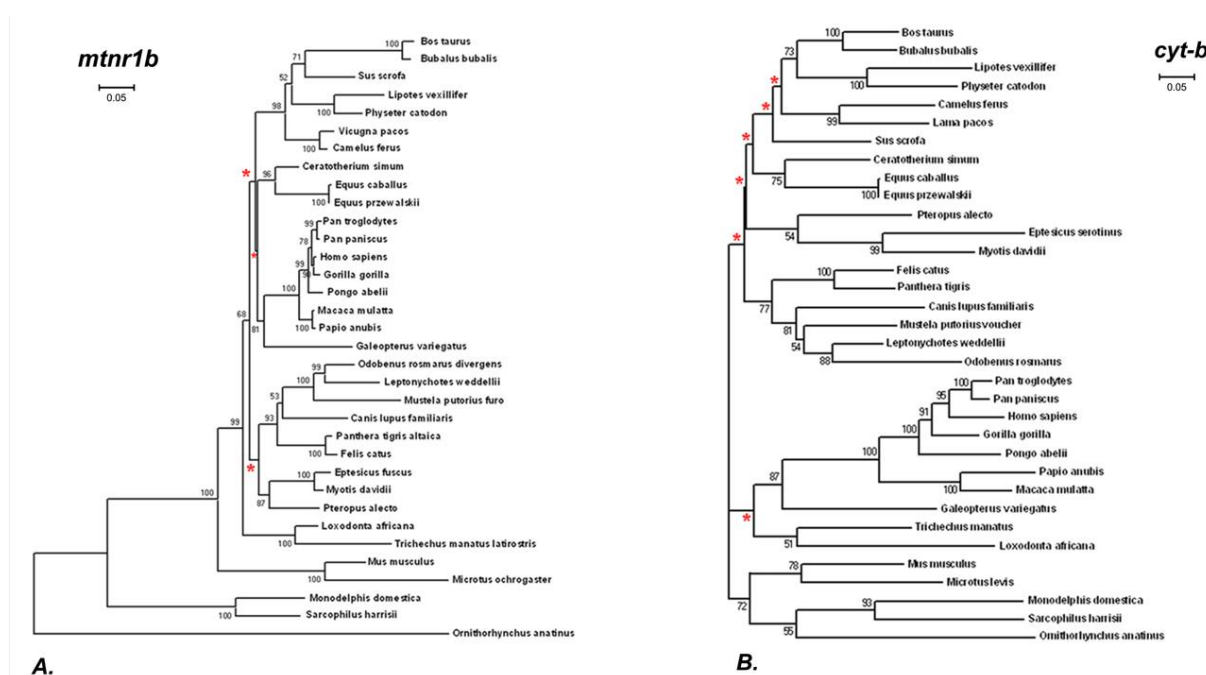 mtnr1b
0.05
100
Bos taurus
Bubalus bubalis
71
Sus scrofa
52
Lipotes vexillifer
100
Physeter catodon
98
Vicugna pacos
100
Camelus ferus
*
96
Ceratotherium simum
Equus caballus
100
Equus przewalskii
99
Pan troglodytes
Pan paniscus
78
Homo sapiens
99
Gorilla gorilla
*
100
Pongo abelii
Macaca mulatta
100
Papio anubis
68
81
Galeopterus variegatus
99
Odobenus rosmarus divergens
100
Leptonychotes weddellii
53
Mustela putorius furo
99
93
Canis lupus familiaris
Panthera tigris altaica
100
Felis catus
*
100
Eptesicus fuscus
Myotis davidii
87
Pteropus alecto
100
Loxodonta africana
100
Trichechus manatus latirostris
Mus musculus
100
Microtus ochrogaster
Monodelphis domestica
100
Sarcophilus harrisii
Ornithorhynchus anatinus
A.
cyt-b
0.05
100
Bos taurus
73
Bubalus bubalis
*
Lipotes vexillifer
100
Physeter catodon
*
Camelus ferus
99
Lama pacos
*
Sus scrofa
Ceratotherium simum
*
75
Equus caballus
100
Equus przewalskii
Pteropus alecto
*
54
Eptesicus serotinus
99
Myotis davidii
100
Felis catus
Panthera tigris
77
Canis lupus familiaris
81
Mustela putorius voucher
54
Leptonychotes weddellii
88
Odobenus rosmarus
100
Pan troglodytes
95
Pan paniscus
91
Homo sapiens
100
Gorilla gorilla
100
Pongo abelii
87
Papio anubis
100
Macaca mulatta
Galeopterus variegatus
*
Trichechus manatus
51
Loxodonta africana
78
Mus musculus
Microtus levis
72
93
Monodelphis domestica
Sarcophilus harrisii
55
Ornithorhynchus anatinus
B.